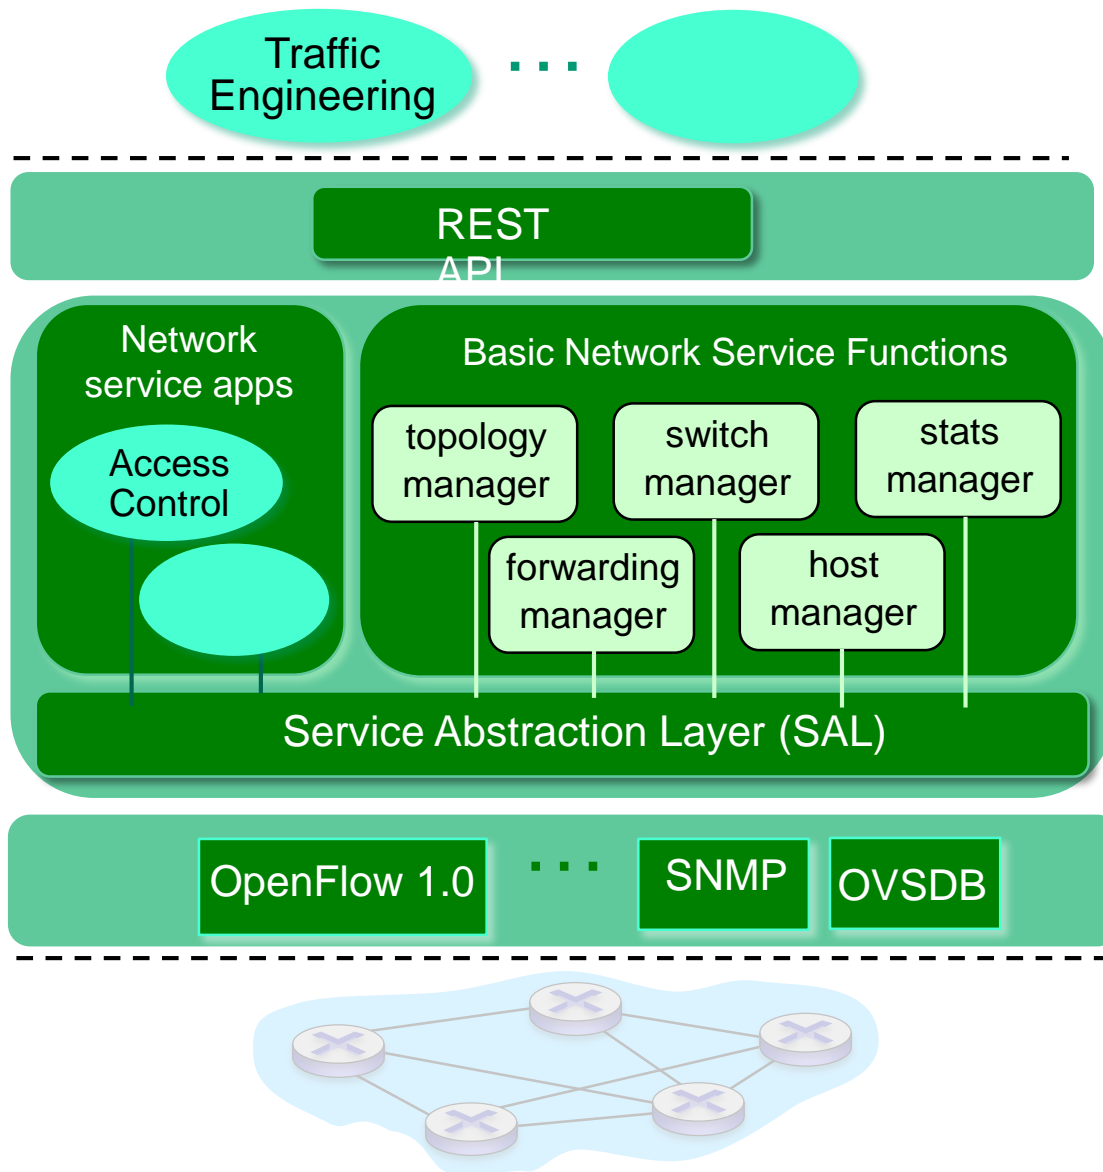 Traffic
Engineering
REST
API
Network
service apps
Basic Network Service Functions
topology
manager
switch
manager
stats
manager
Access
Control
forwarding
manager
host
manager
Service Abstraction Layer (SAL)
OpenFlow 1.0
SNMP
OVSDB